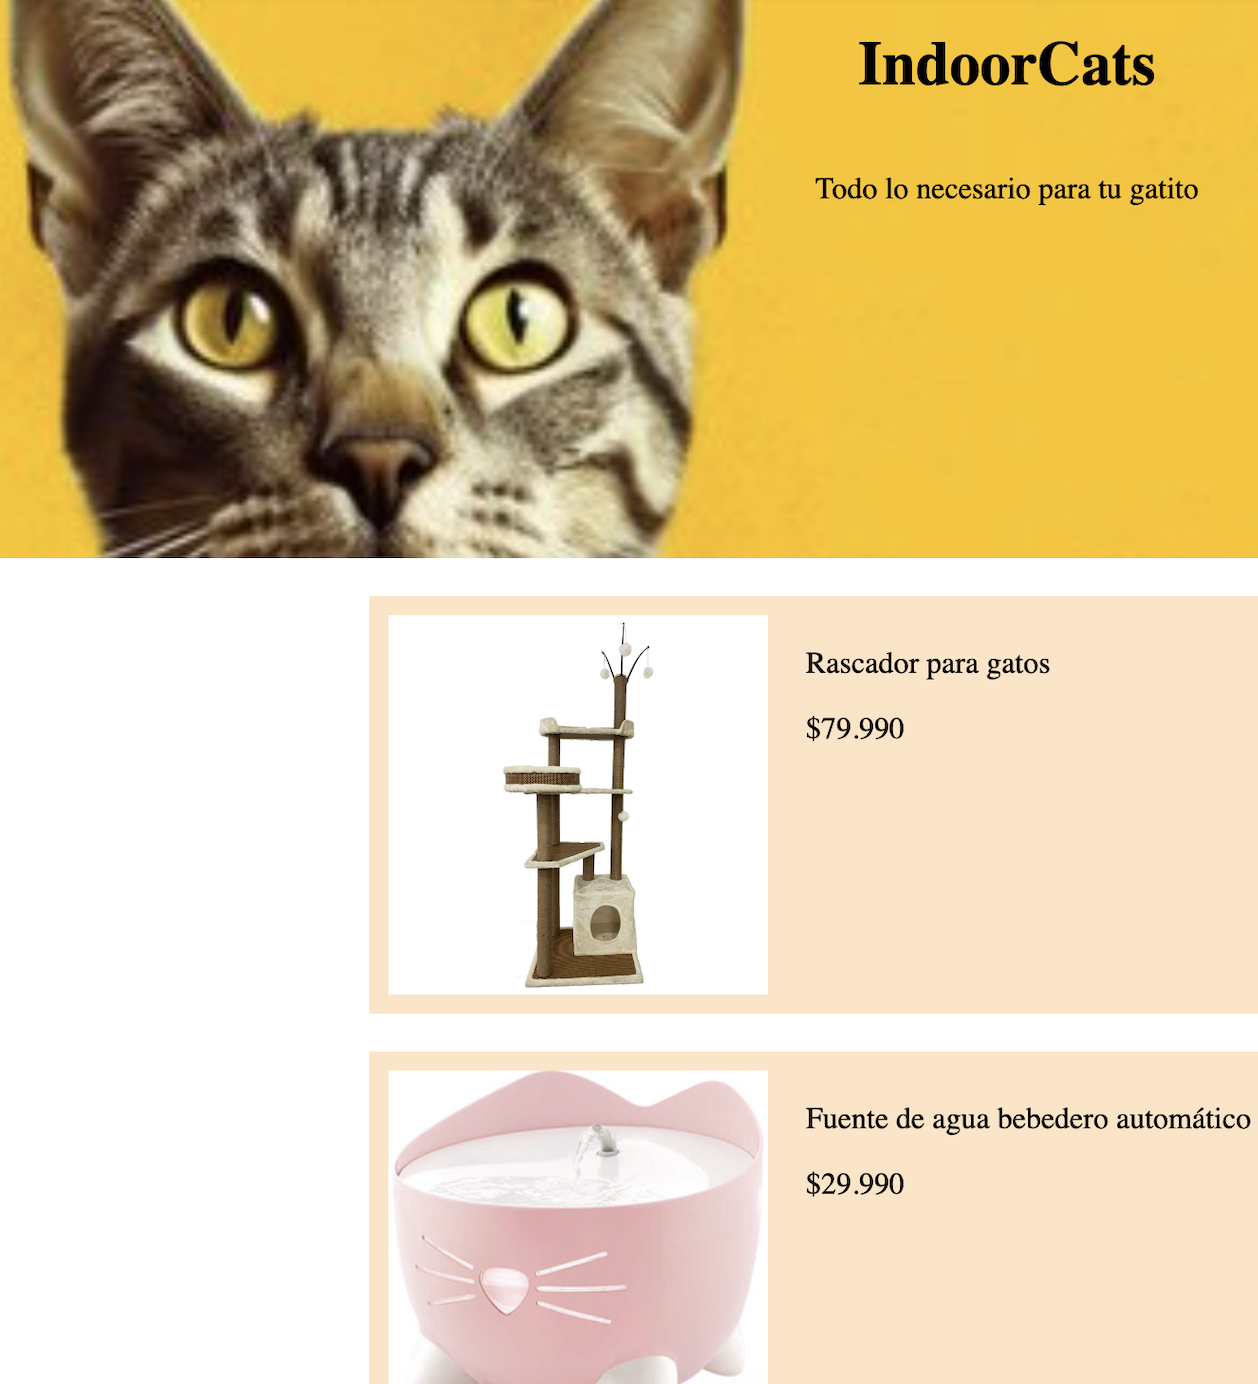 IndoorCats
Todo lo necesario para tu gatito
Rascador para gatos
$79.990
Fuente de agua bebedero automático
$29.990